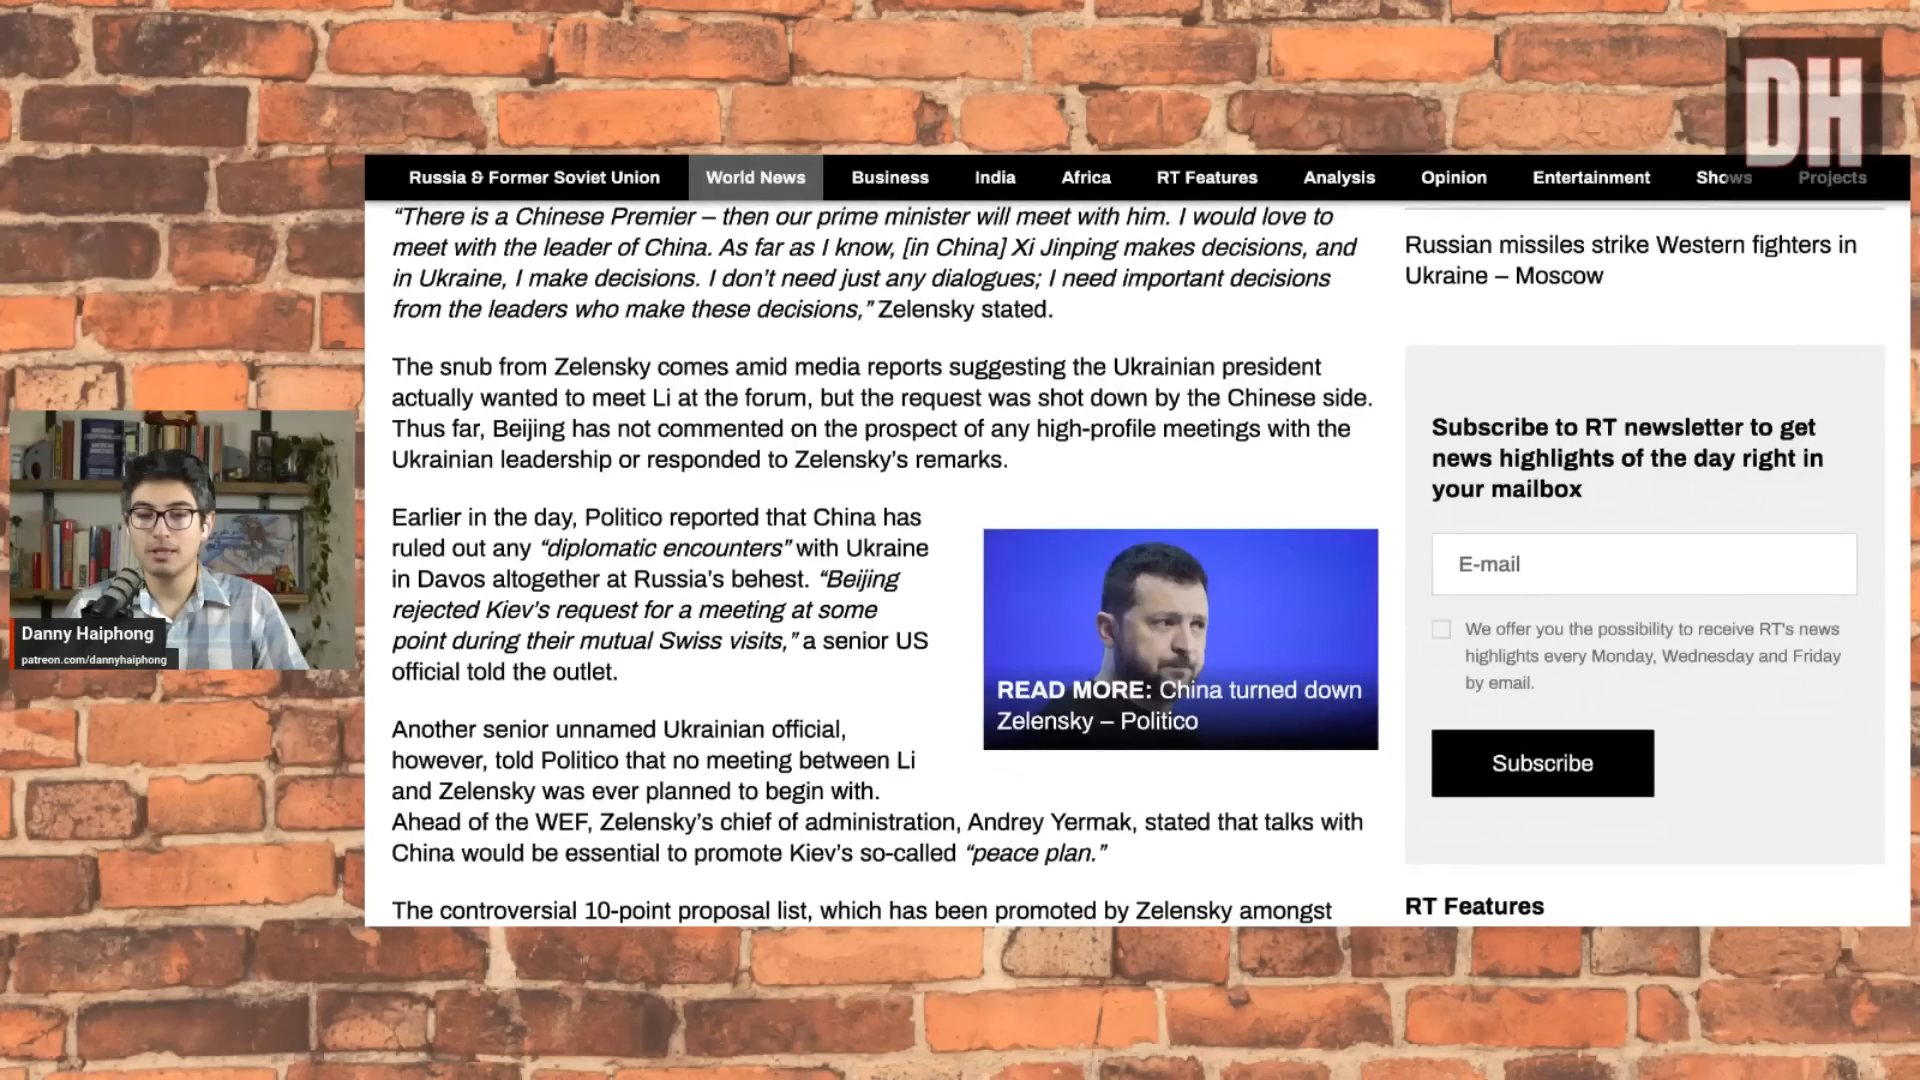 DH
Russia & Former Soviet Union World News Business India Africa RT Features Analysis Opinion Entertainment Shows Projects
“There is a Chinese Premier – then our prime minister will meet with him. I would love to
meet with the leader of China. As far as I know, [in China] Xi Jinping makes decisions, and
in Ukraine, I make decisions. I don’t need just any dialogues; I need important decisions
from the leaders who make these decisions,” Zelensky stated.
The snub from Zelensky comes amid media reports suggesting the Ukrainian president
actually wanted to meet Li at the forum, but the request was shot down by the Chinese side.
Thus far, Beijing has not commented on the prospect of any high-profile meetings with the
Ukrainian leadership or responded to Zelensky’s remarks.
Earlier in the day, Politico reported that China has
ruled out any “diplomatic encounters” with Ukraine
in Davos altogether at Russia’s behest. “Beijing
rejected Kiev’s request for a meeting at some
point during their mutual Swiss visits,” a senior US
official told the outlet.
READ MORE: China turned down
Zelensky – Politico
Another senior unnamed Ukrainian official,
however, told Politico that no meeting between Li
and Zelensky was ever planned to begin with.
Ahead of the WEF, Zelensky’s chief of administration, Andrey Yermak, stated that talks with
China would be essential to promote Kiev’s so-called “peace plan.”
The controversial 10-point proposal list, which has been promoted by Zelensky amongst
Russian missiles strike Western fighters in
Ukraine – Moscow
Subscribe to RT newsletter to get
news highlights of the day right in
your mailbox
E-mail
We offer you the possibility to receive RT's news
highlights every Monday, Wednesday and Friday
by email.
Subscribe
RT Features
Danny Haiphong
patreon.com/dannyhaiphong